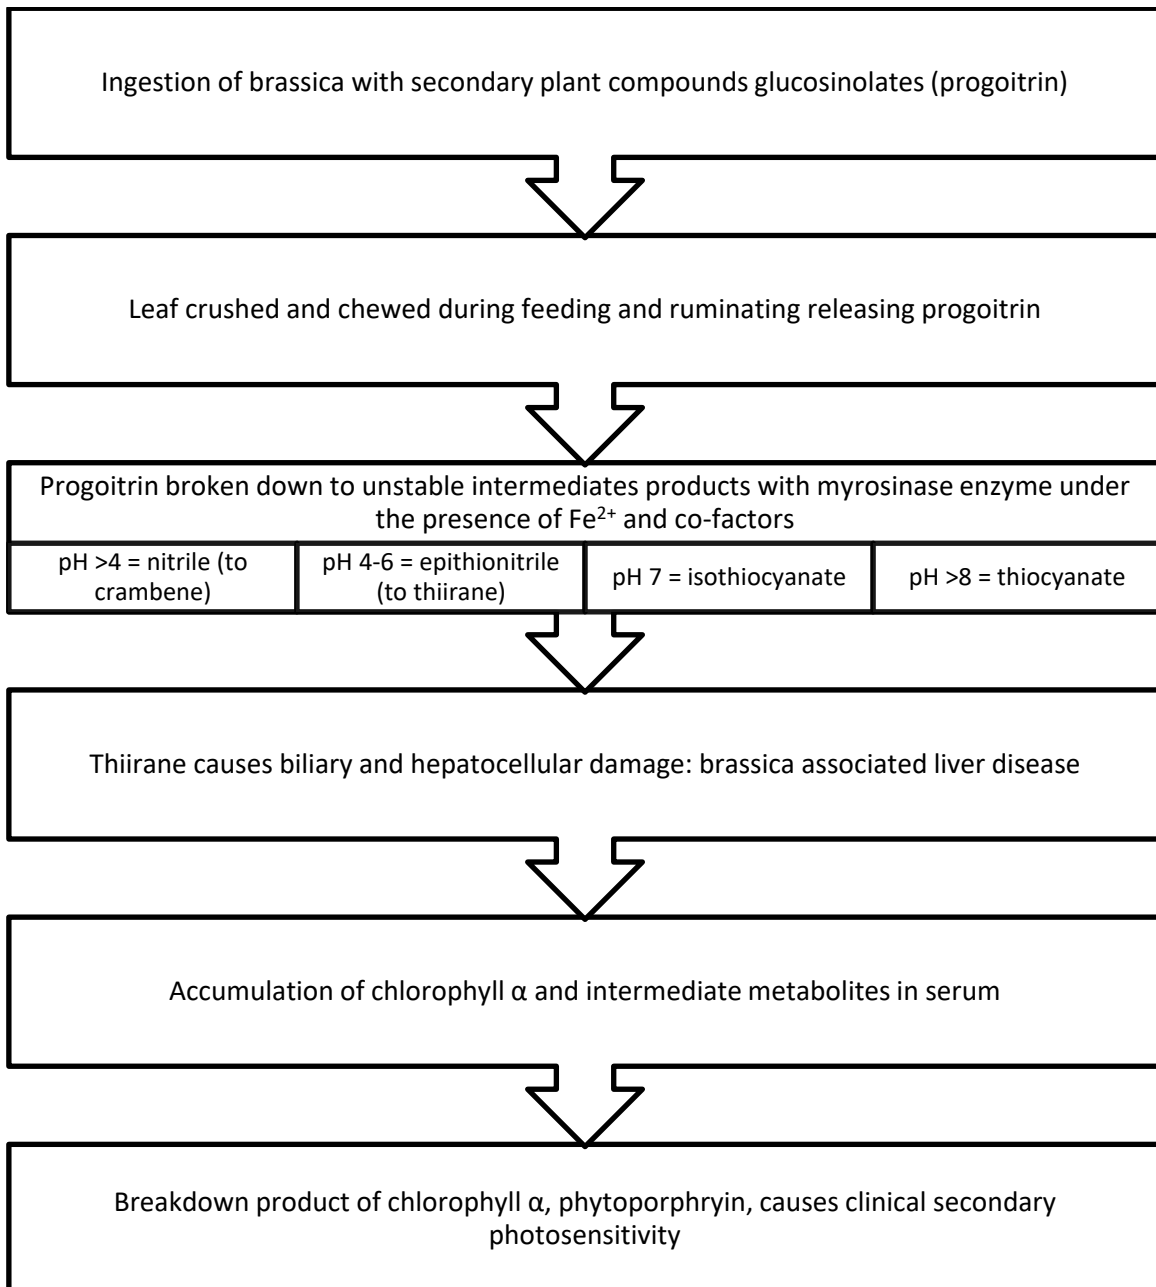 Ingestion of brassica with secondary plant compounds glucosinolates (progoitrin)
Leaf crushed and chewed during feeding and ruminating releasing progoitrin
Progoitrin broken down to unstable intermediates products with myrosinase enzyme under
the presence of Fe²⁺ and co-factors
pH >4 = nitrile (to
crambene)
pH 4-6 = epithionitrile
(to thiirane)
pH 7 = isothiocyanate
pH >8 = thiocyanate
Thiirane causes biliary and hepatocellular damage: brassica associated liver disease
Accumulation of chlorophyll α and intermediate metabolites in serum
Breakdown product of chlorophyll α, phytoporphryin, causes clinical secondary
photosensitivity